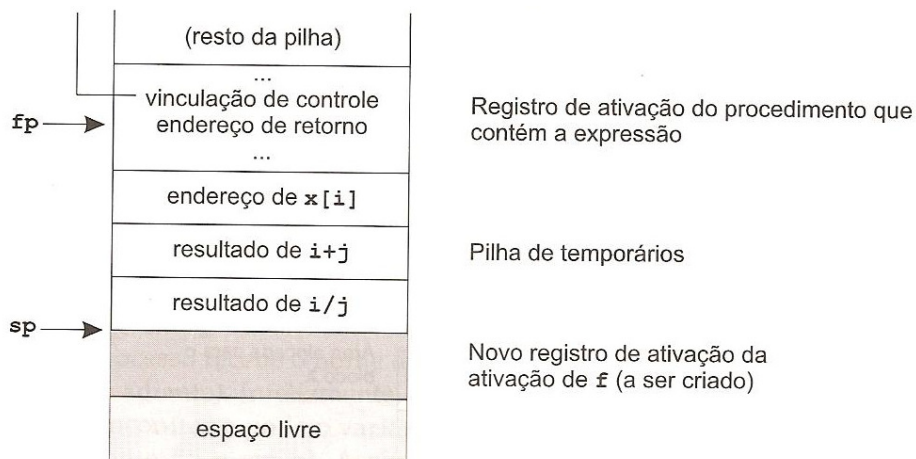 (resto da pilha)
...
vinculação de controle
fp
endereço de retorno
...
Registro de ativação do procedimento que
contém a expressão
endereço de x[i]
resultado de i+j
Pilha de temporários
resultado de i/j
sp
Novo registro de ativação da
ativação de f (a ser criado)
espaço livre